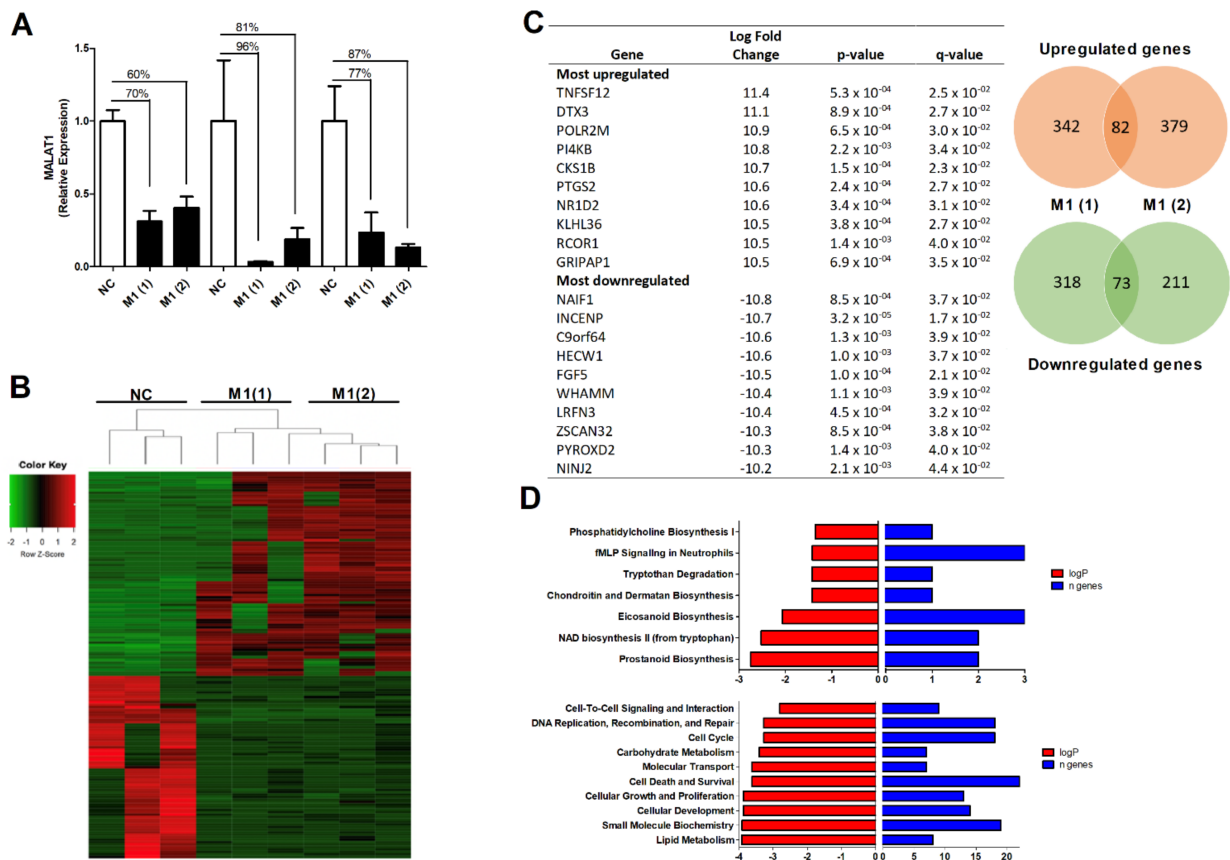 A
MALAT1
(Relative Expression)
1.5
1.0
0.5
0.0
70%
60%
96%
81%
77%
87%
NC
M1 (1)
M1 (2)
NC
M1 (1)
M1 (2)
NC
M1 (1)
M1 (2)
B
NC M1(1) M1(2)
Color Key
-2 -1 0 1 2
Row Z-Score
C
Gene Log Fold Change p-value q-value
Most upregulated
TNFSF12 11.4 5.3 x 10⁻⁰⁴ 2.5 x 10⁻⁰²
DTX3 11.1 8.9 x 10⁻⁰⁴ 2.7 x 10⁻⁰²
POLR2M 10.9 6.5 x 10⁻⁰⁴ 3.0 x 10⁻⁰²
PI4KB 10.8 2.2 x 10⁻⁰³ 3.4 x 10⁻⁰²
CKS1B 10.7 1.5 x 10⁻⁰⁴ 2.3 x 10⁻⁰²
PTGS2 10.6 2.4 x 10⁻⁰⁴ 2.7 x 10⁻⁰²
NR1D2 10.6 3.4 x 10⁻⁰⁴ 3.1 x 10⁻⁰²
KLHL36 10.5 3.8 x 10⁻⁰⁴ 2.7 x 10⁻⁰²
RCOR1 10.5 1.4 x 10⁻⁰³ 4.0 x 10⁻⁰²
GRIPAP1 10.5 6.9 x 10⁻⁰⁴ 3.5 x 10⁻⁰²
Most downregulated
NAIF1 -10.8 8.5 x 10⁻⁰⁴ 3.7 x 10⁻⁰²
INCENP -10.7 3.2 x 10⁻⁰⁵ 1.7 x 10⁻⁰²
C9orf64 -10.6 1.3 x 10⁻⁰³ 3.9 x 10⁻⁰²
HECW1 -10.6 1.0 x 10⁻⁰³ 3.7 x 10⁻⁰²
FGF5 -10.5 1.0 x 10⁻⁰⁴ 2.1 x 10⁻⁰²
WHAMM -10.4 1.1 x 10⁻⁰³ 3.9 x 10⁻⁰²
LRFN3 -10.4 4.5 x 10⁻⁰⁴ 3.2 x 10⁻⁰²
ZSCAN32 -10.3 8.5 x 10⁻⁰⁴ 3.8 x 10⁻⁰²
PYROXD2 -10.3 1.4 x 10⁻⁰³ 4.0 x 10⁻⁰²
NINJ2 -10.2 2.1 x 10⁻⁰³ 4.4 x 10⁻⁰²
Upregulated genes
342 82 379
M1 (1) M1 (2)
318 73 211
Downregulated genes
D
Phosphatidylcholine Biosynthesis I
fMLP Signaling in Neutrophils
Tryptothan Degradation
Chondroitin and Dermatan Biosynthesis
Eicosanoid Biosynthesis
NAD biosynthesis II (from tryptophan)
Prostanoid Biosynthesis
-3 -2 -1 0 0 1 2 3
logP
n genes
Cell-To-Cell Signaling and Interaction
DNA Replication, Recombination, and Repair
Cell Cycle
Carbohydrate Metabolism
Molecular Transport
Cell Death and Survival
Cellular Growth and Proliferation
Cellular Development
Small Molecule Biochemistry
Lipid Metabolism
-4 -3 -2 -1 0 0 5 10 15 20
logP
n genes